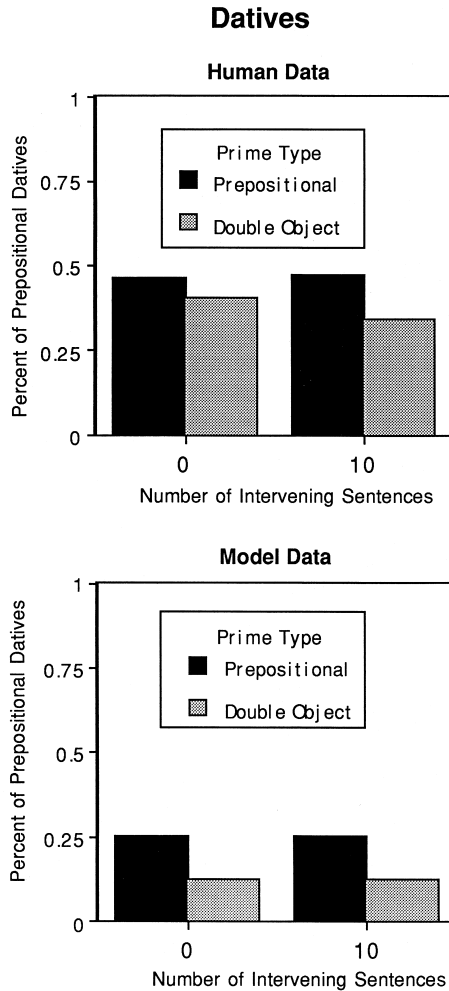 Datives
Human Data
Percent of Prepositional Datives
1
0.75
0.5
0.25
0
Prime Type
Prepositional
Double Object
0 10
Number of Intervening Sentences
Model Data
Percent of Prepositional Datives
1
0.75
0.5
0.25
0
Prime Type
Prepositional
Double Object
0 10
Number of Intervening Sentences